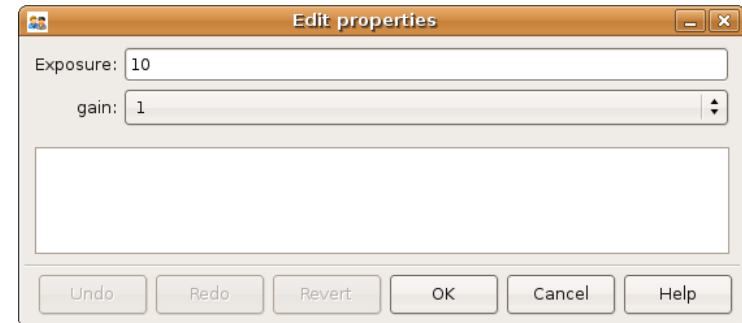 Edit properties
Exposure: 10
gain: 1
Undo Redo Revert OK Cancel Help